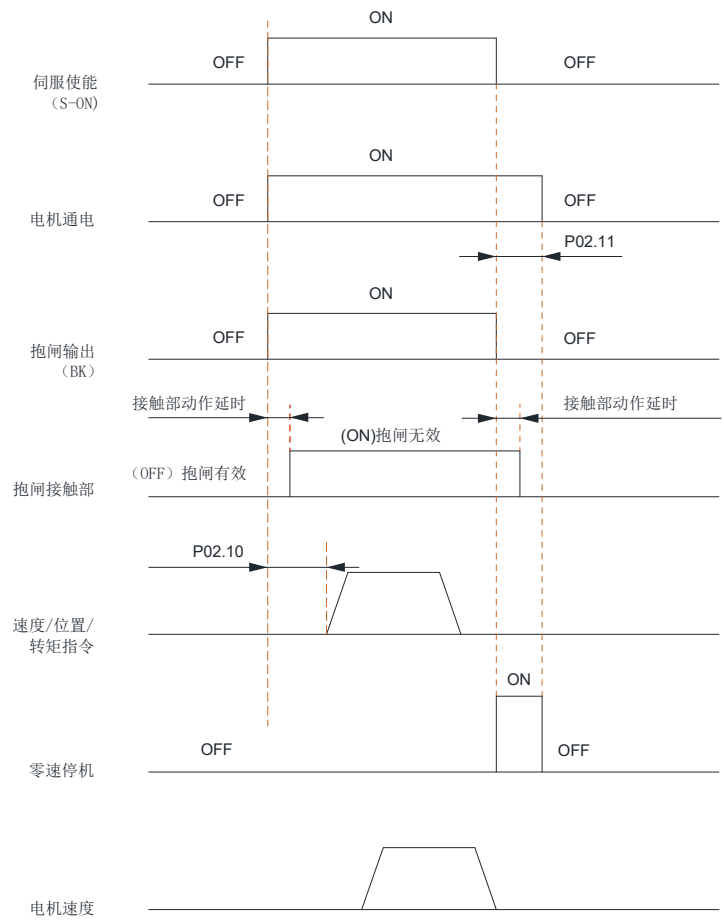 ON
OFF
OFF
伺服使能
（S-ON)
ON
OFF
OFF
电机通电
P02.11
ON
OFF
OFF
抱闸输出
（BK）
接触部动作延时
接触部动作延时
(ON)抱闸无效
（OFF）抱闸有效
抱闸接触部
P02.10
速度/位置/
转矩指令
ON
OFF
OFF
零速停机
电机速度